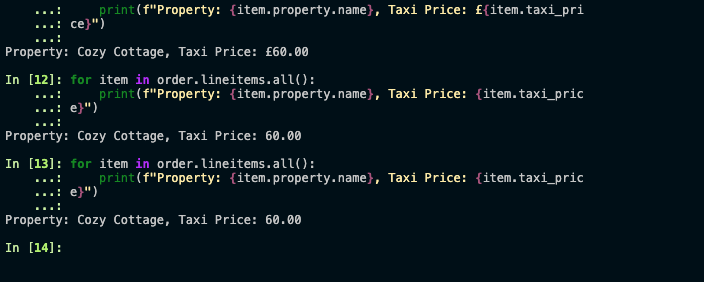 ...:     print(f"Property: {item.property.name}, Taxi Price: £{item.taxi_pri
...: ce}")
...:
Property: Cozy Cottage, Taxi Price: £60.00
In [12]: for item in order.lineitems.all():
...:     print(f"Property: {item.property.name}, Taxi Price: {item.taxi_pric
...: e}")
...:
Property: Cozy Cottage, Taxi Price: 60.00
In [13]: for item in order.lineitems.all():
...:     print(f"Property: {item.property.name}, Taxi Price: {item.taxi_pric
...: e}")
...:
Property: Cozy Cottage, Taxi Price: 60.00
In [14]: